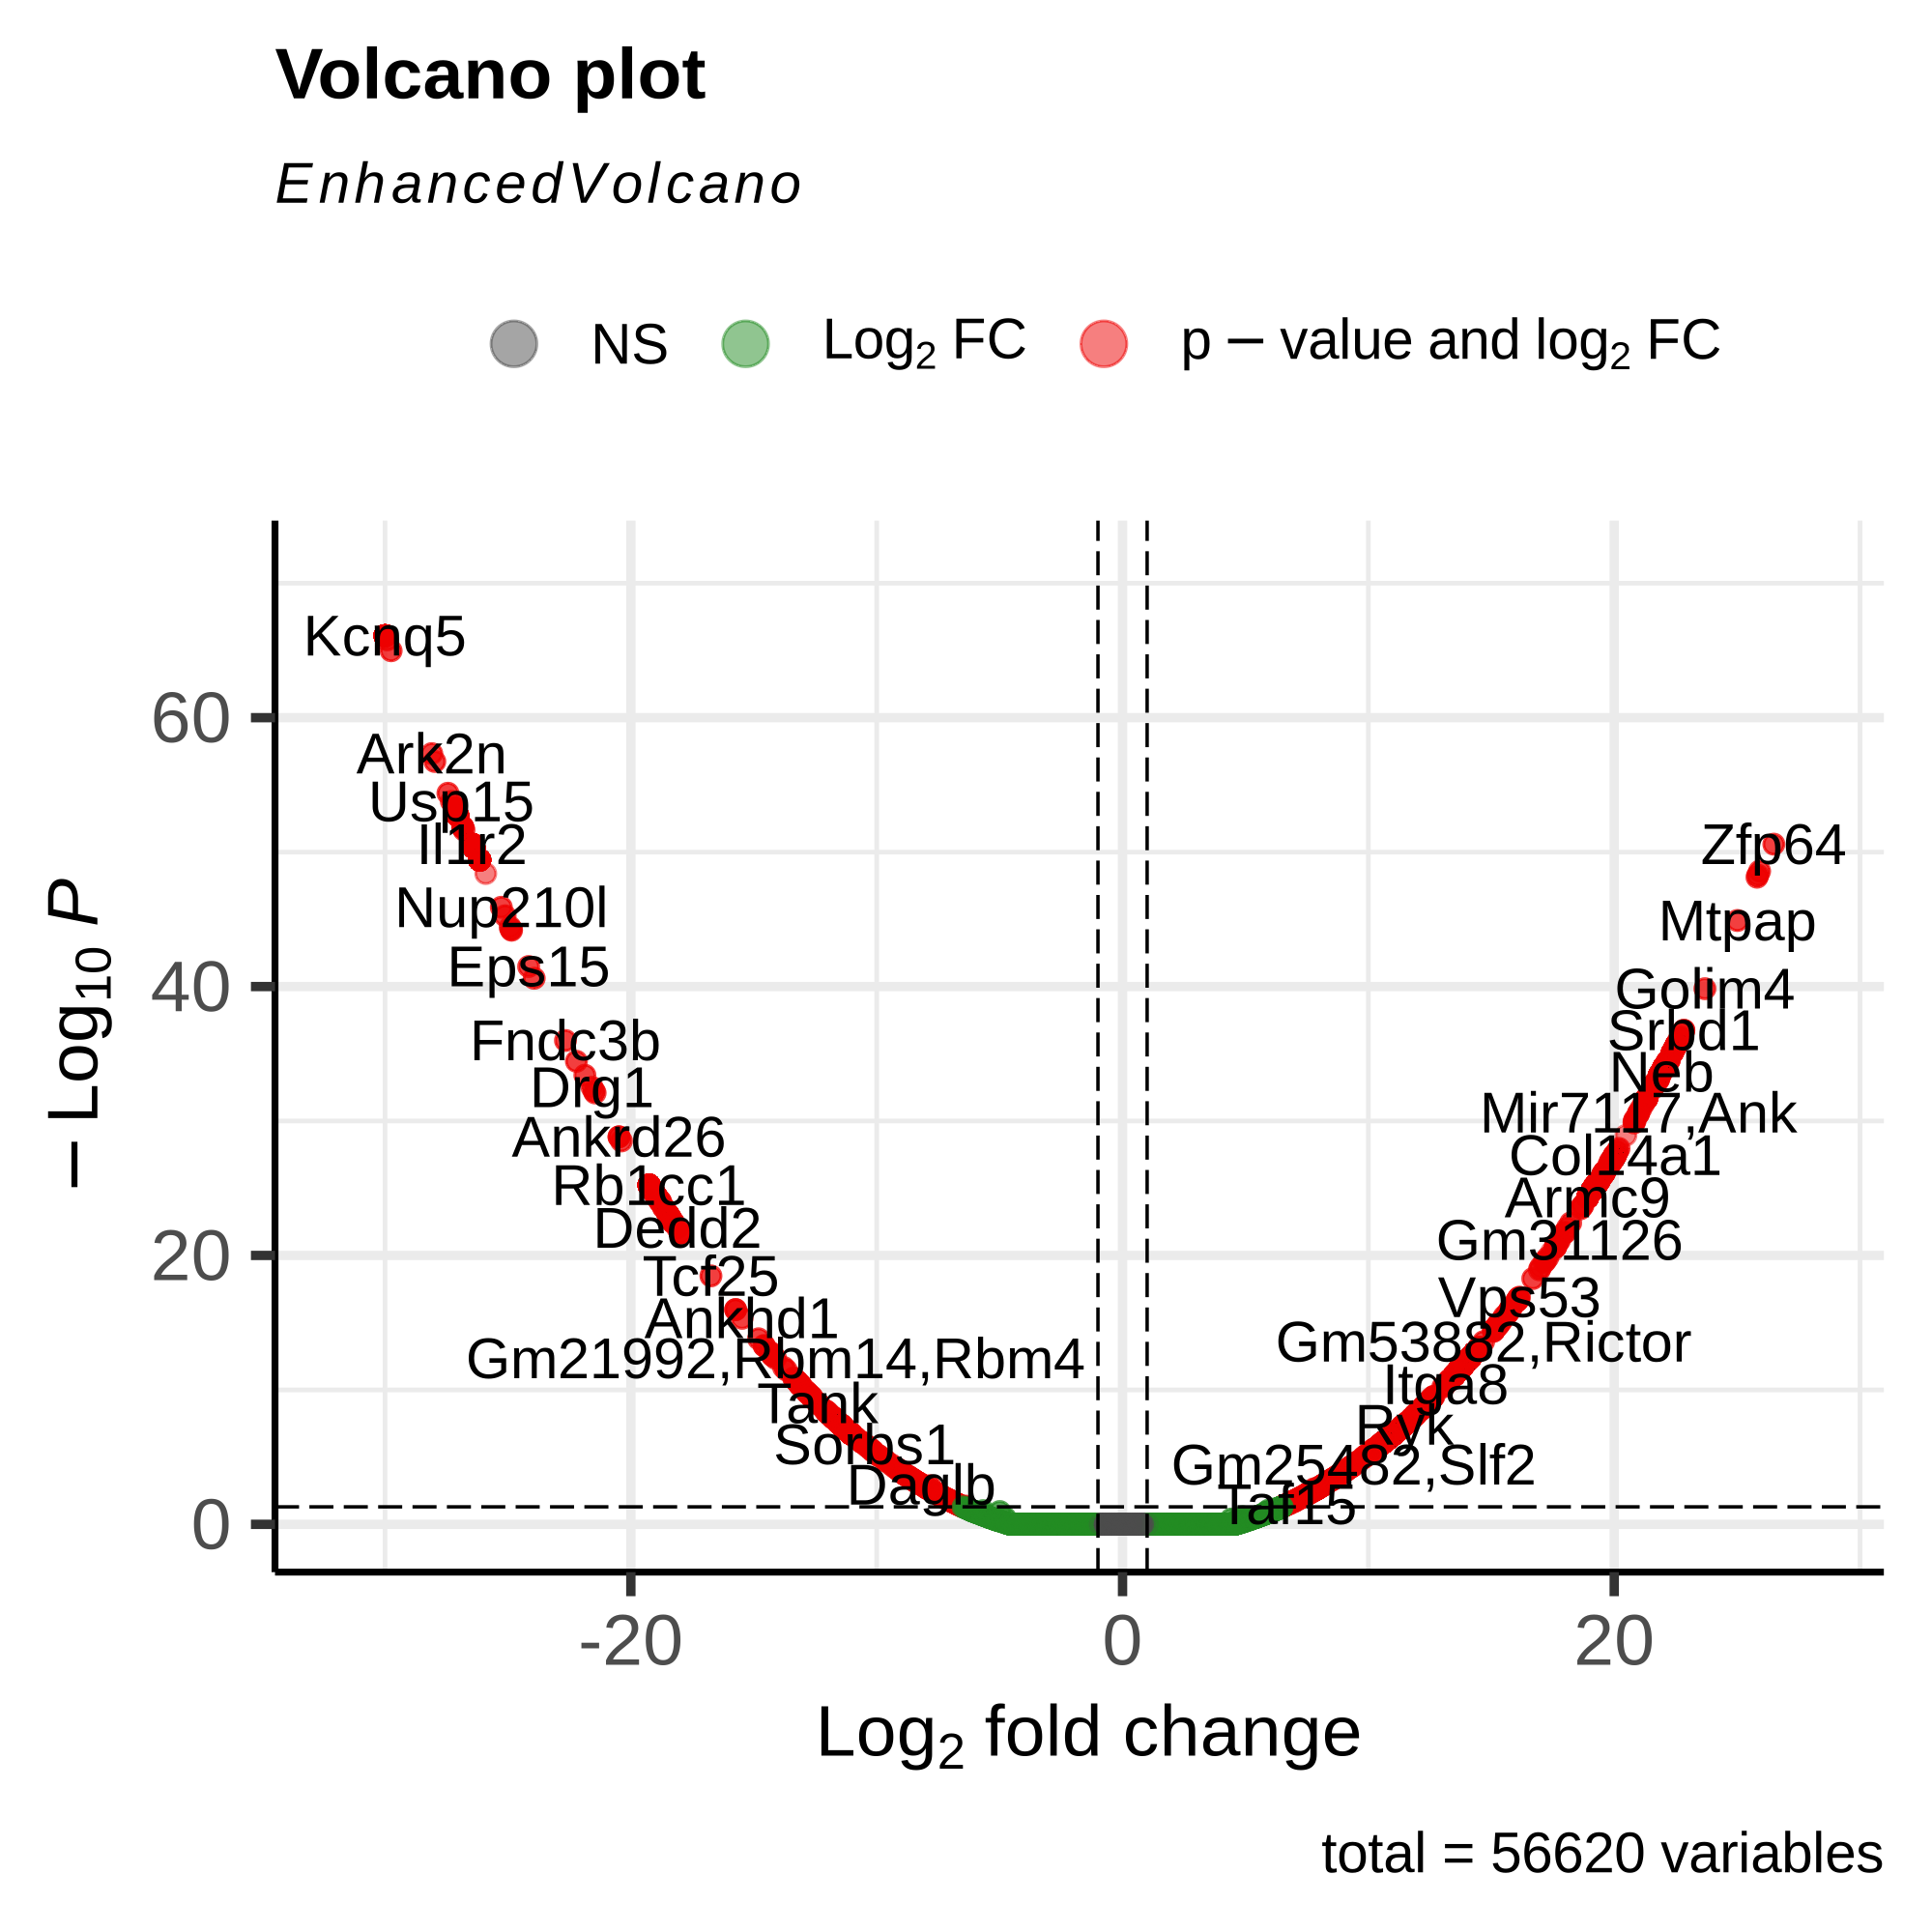 Volcano plot
EnhancedVolcano
NS Log2 FC p − value and log2 FC
− Log10 P
60
40
20
0
Kcnq5
Ark2n
Usp15
Il1r2
Nup210l
Eps15
Fndc3b
Drg1
Ankrd26
Rb1cc1
Dedd2
Tcf25
Ankhd1
Gm21992,Rbm14,Rbm4
Tank
Sorbs1
Daglb
Zfp64
Mtpap
Golim4
Srbd1
Neb
Mir7117,Ank
Col14a1
Armc9
Gm31126
Vps53
Gm53882,Rictor
Itga8
Ryk
Gm25482,Slf2
Taf15
-20 0 20
Log2 fold change
total = 56620 variables